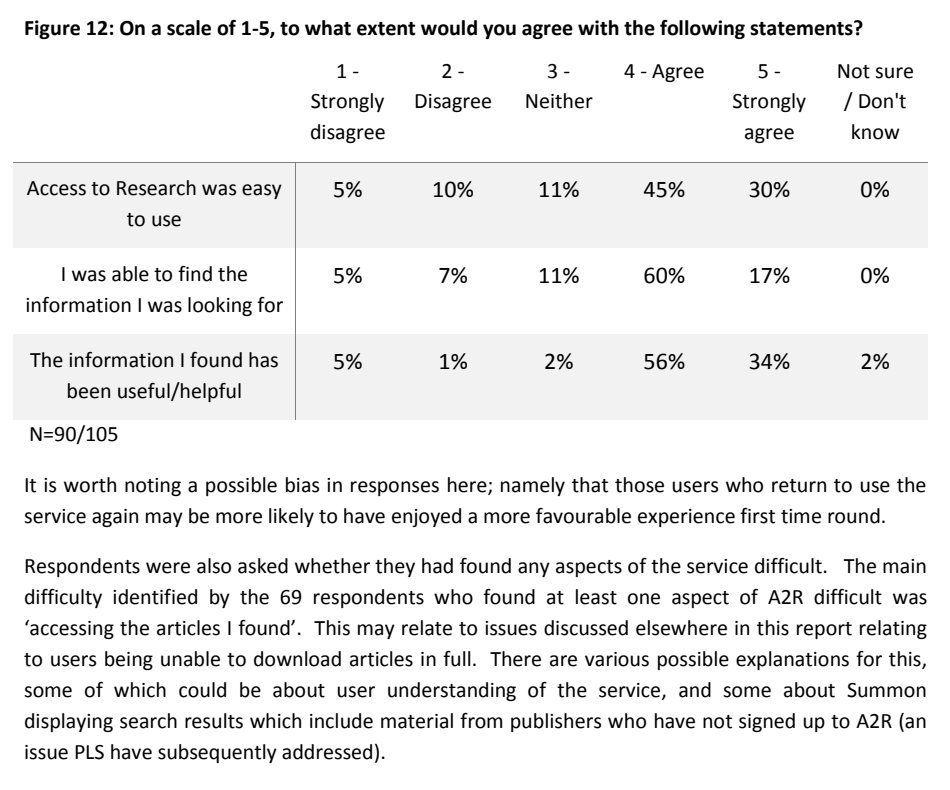 Figure 12: On a scale of 1-5, to what extent would you agree with the following statements?
1 - Strongly disagree 2 - Disagree 3 - Neither 4 - Agree 5 - Strongly agree Not sure / Don't know
Access to Research was easy to use 5% 10% 11% 45% 30% 0%
I was able to find the information I was looking for 5% 7% 11% 60% 17% 0%
The information I found has been useful/helpful 5% 1% 2% 56% 34% 2%
N=90/105
It is worth noting a possible bias in responses here; namely that those users who return to use the
service again may be more likely to have enjoyed a more favourable experience first time round.
Respondents were also asked whether they had found any aspects of the service difficult.   The main
difficulty identified by the 69 respondents who found at least one aspect of A2R difficult was
‘accessing the articles I found’.  This may relate to issues discussed elsewhere in this report relating
to users being unable to download articles in full.  There are various possible explanations for this,
some of which could be about user understanding of the service, and some about Summon
displaying search results which include material from publishers who have not signed up to A2R (an
issue PLS have subsequently addressed).